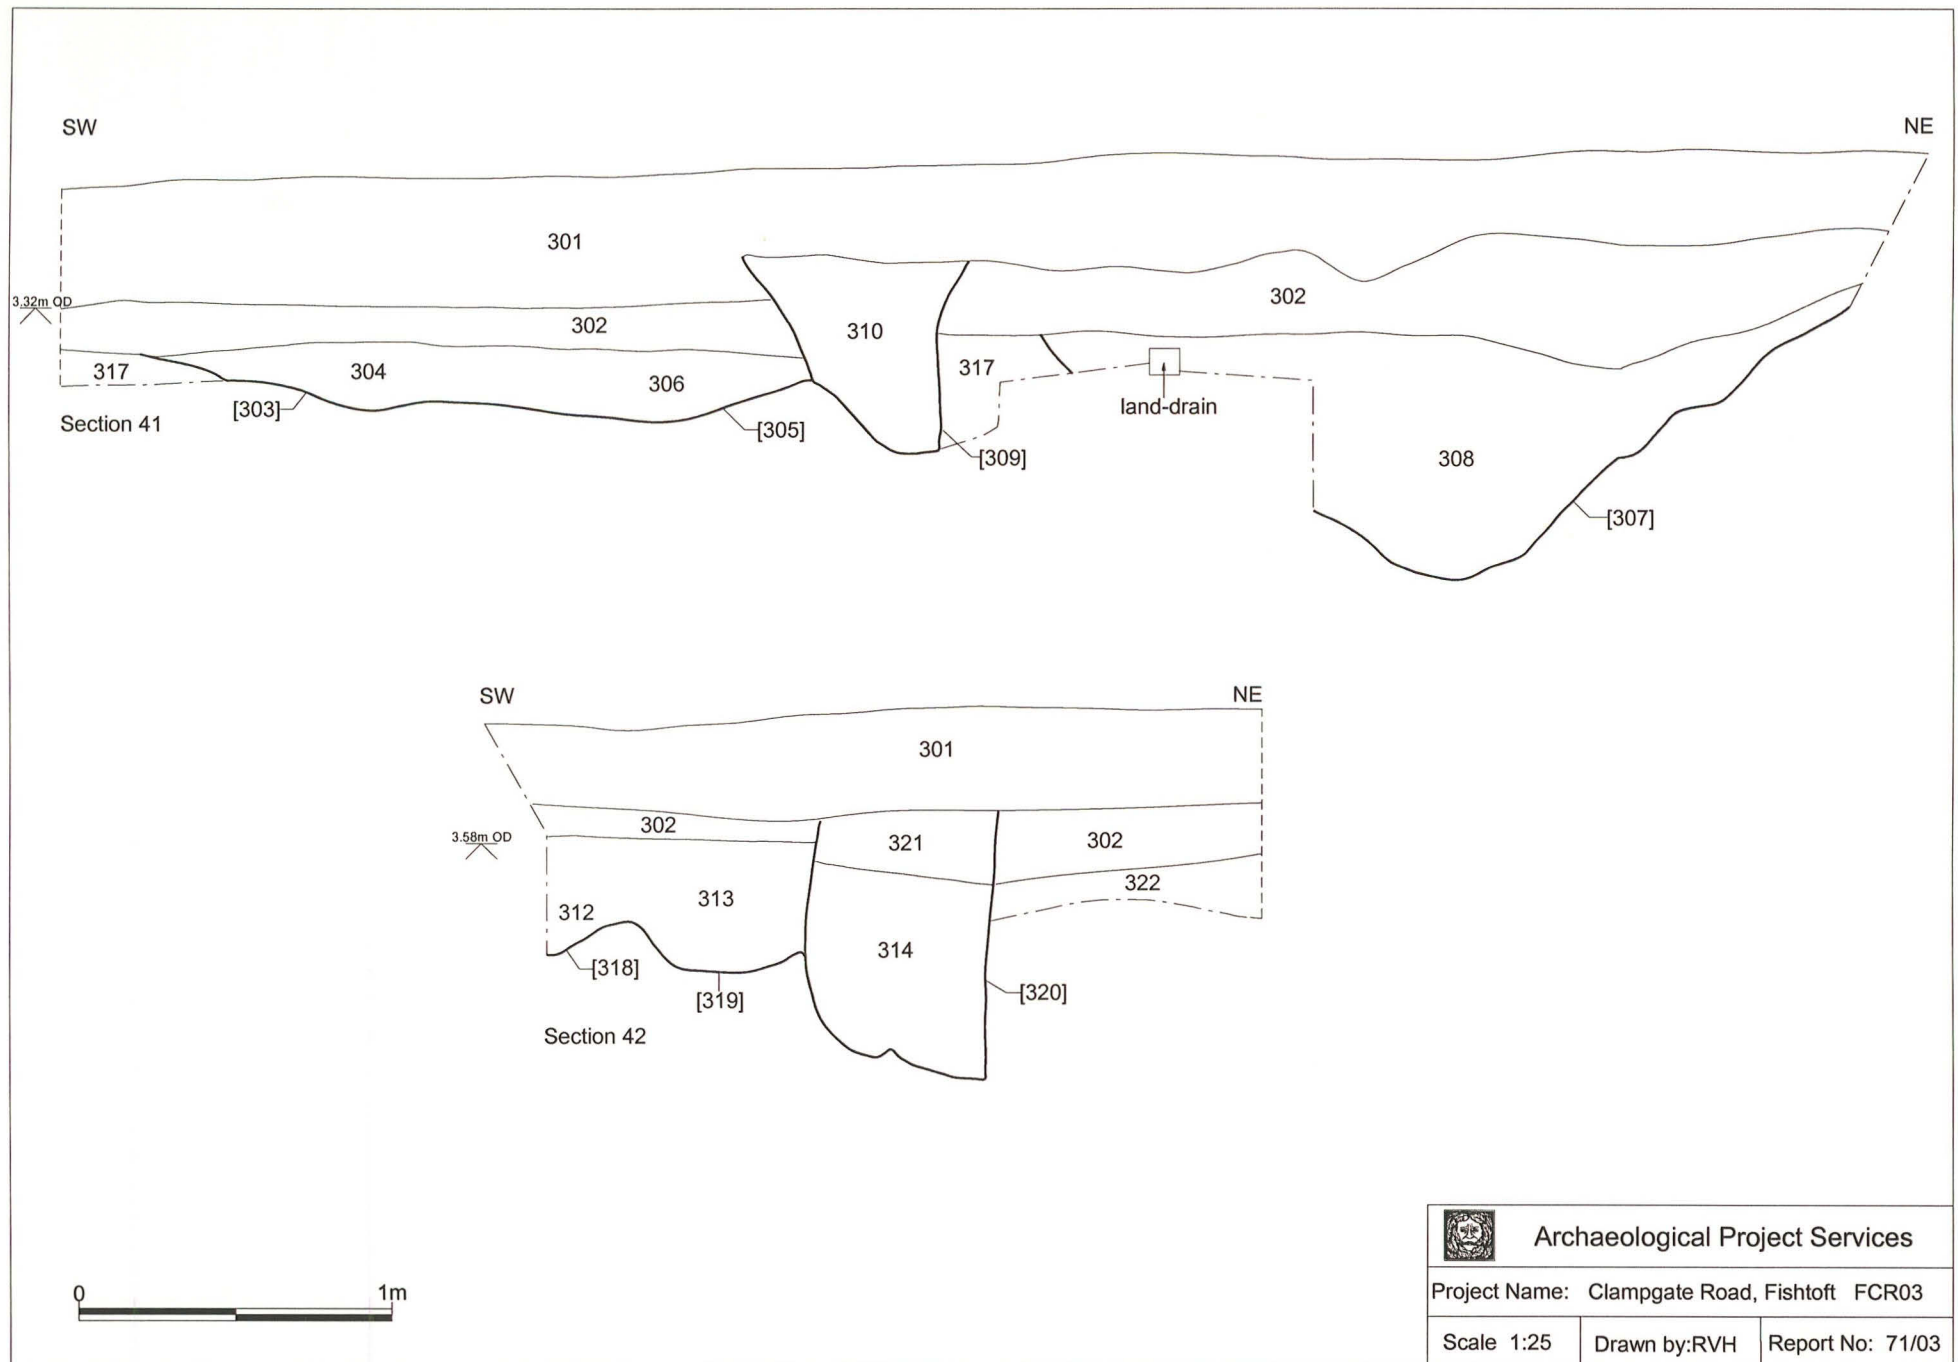 SW
NE
301
3.32m OD
302
302
310
317
304
306
317
land-drain
[303]
[305]
[309]
308
[307]
Section 41
SW
NE
301
302
3.58m OD
321
302
322
312
313
314
[318]
[319]
[320]
Section 42
0 1m
Archaeological Project Services
Project Name: Clampgate Road, Fishtoft FCR03
Scale 1:25
Drawn by:RVH
Report No: 71/03